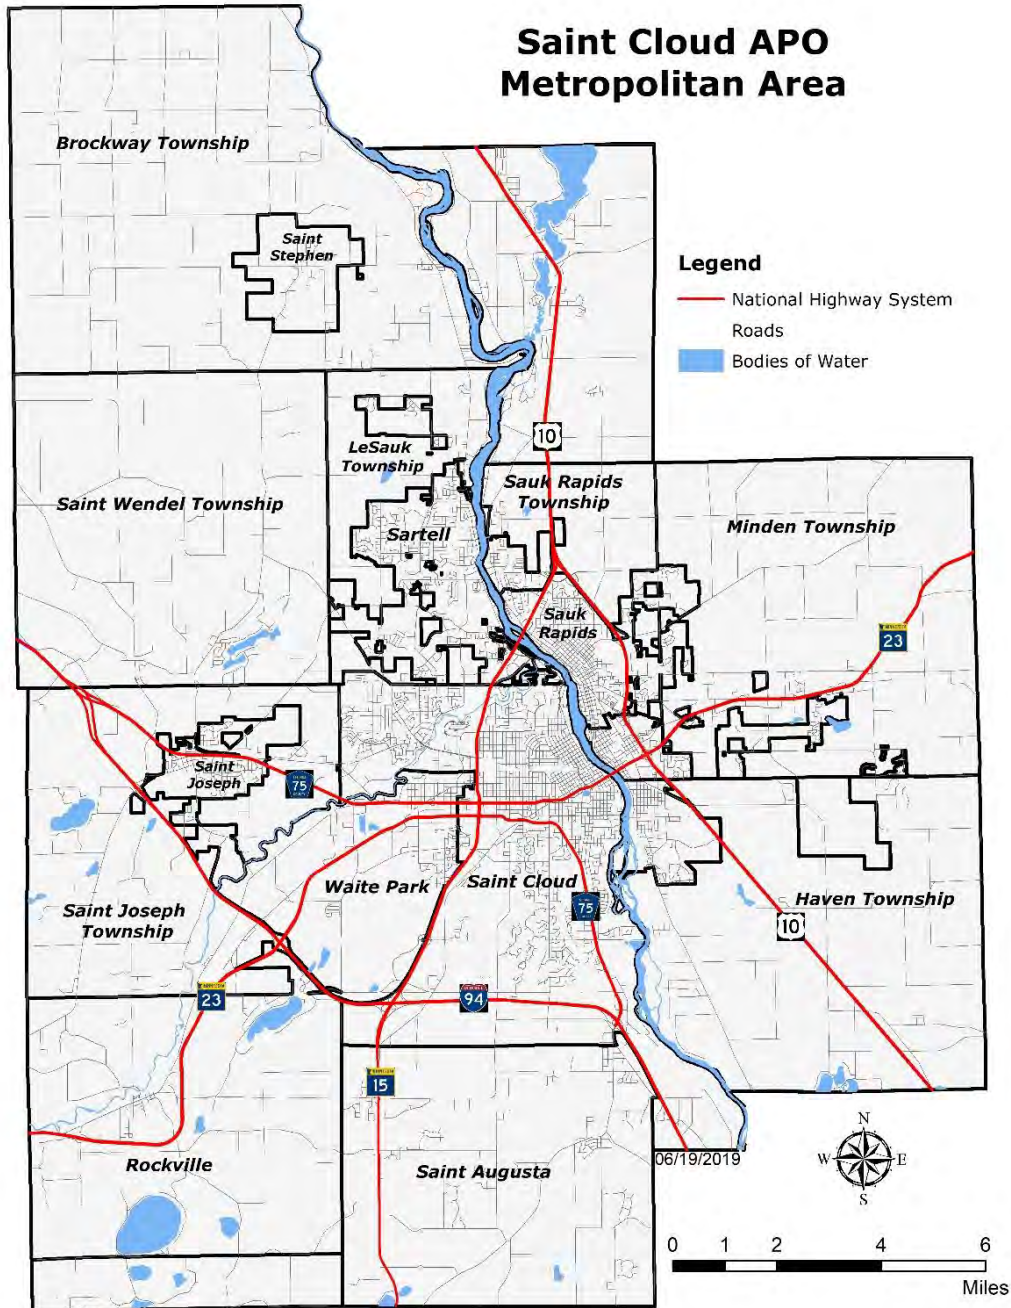 Saint Cloud APO
Metropolitan Area
Brockway Township
Saint
Stephen
Legend
National Highway System
Roads
Bodies of Water
10
LeSauk
Township
Saint Wendel Township
Sauk Rapids
Township
Minden Township
Sartell
Sauk
Rapids
23
Saint
Joseph
75
Waite Park
Saint Cloud
75
Haven Township
Saint Joseph
Township
10
23
94
15
Rockville
Saint Augusta
06/19/2019
N
W
E
S
0 1 2 4 6
Miles